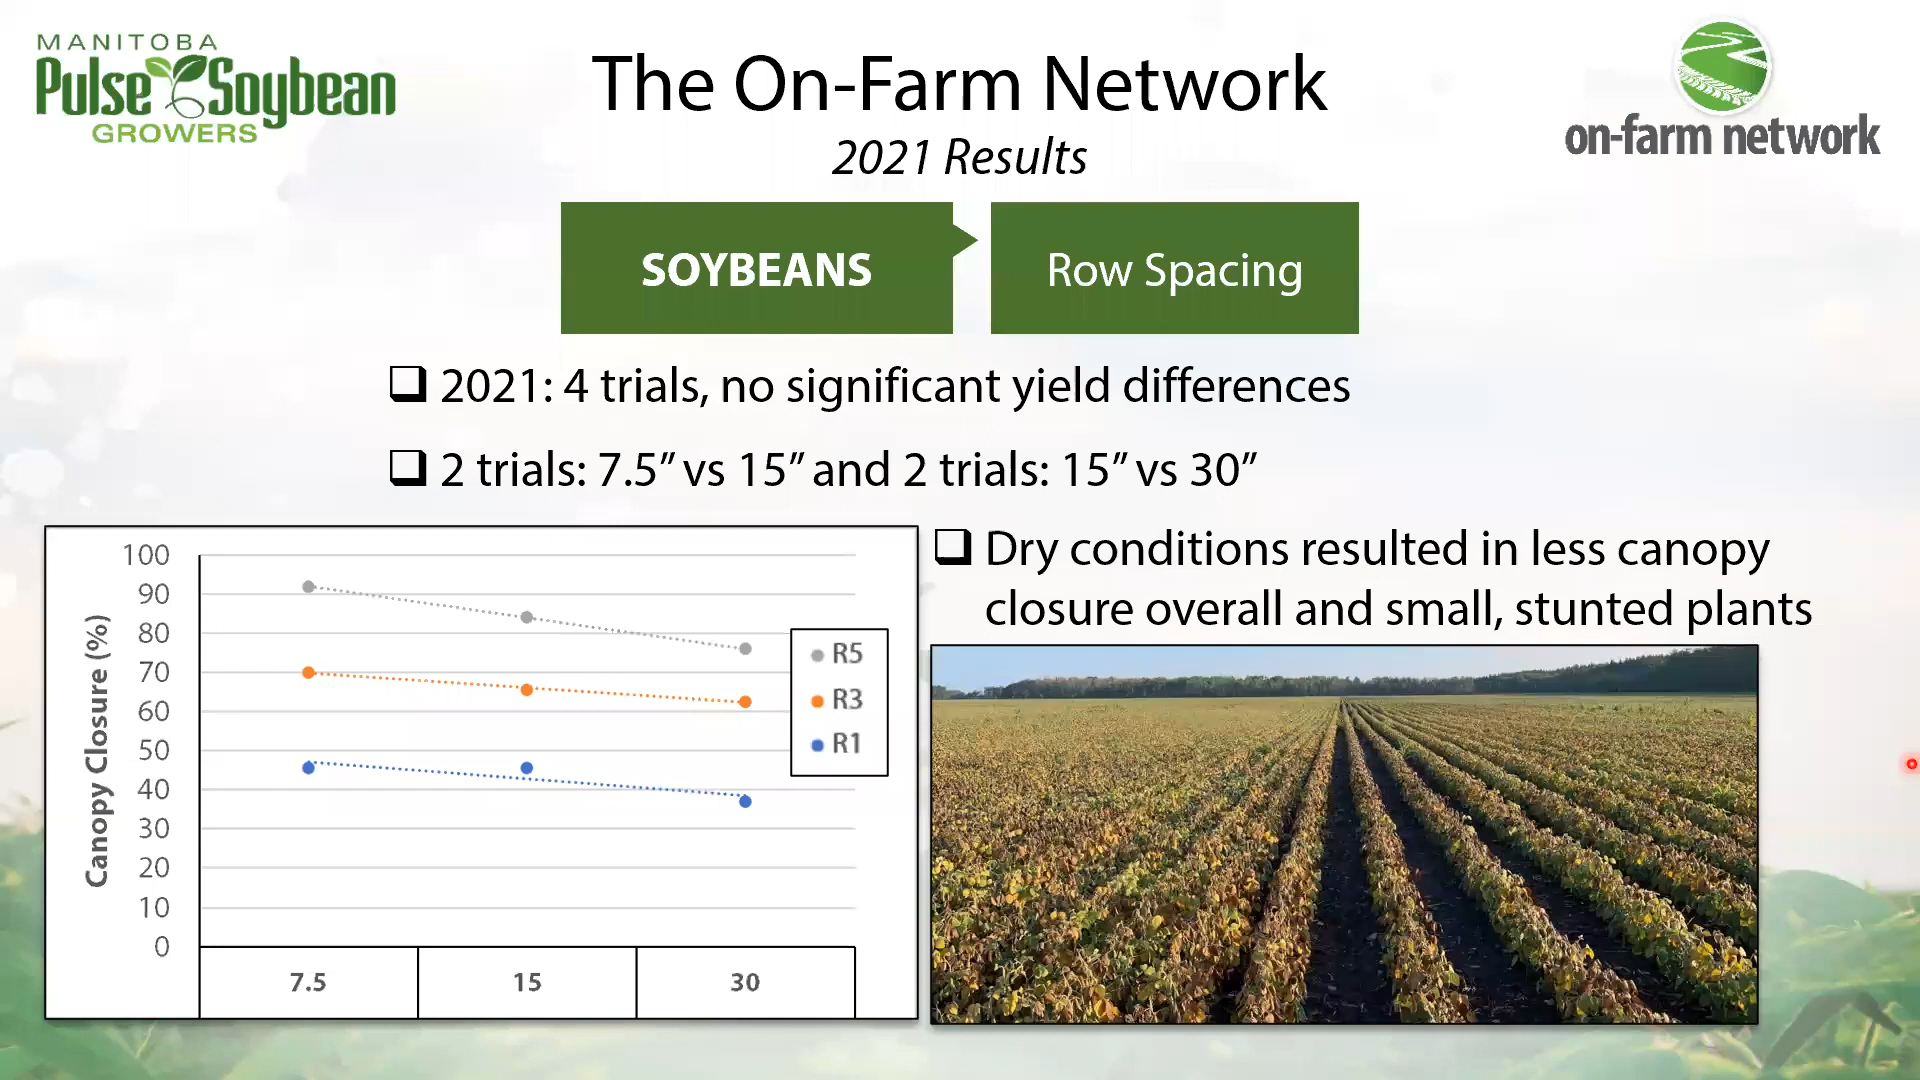 MANITOBA
Pulse Soybean
GROWERS
The On-Farm Network
2021 Results
on-farm network
SOYBEANS
Row Spacing
❑ 2021: 4 trials, no significant yield differences
❑ 2 trials: 7.5” vs 15” and 2 trials: 15” vs 30”
❑ Dry conditions resulted in less canopy
closure overall and small, stunted plants
Canopy Closure (%)
100
90
80
70
60
50
40
30
20
10
0
7.5
15
30
R5
R3
R1